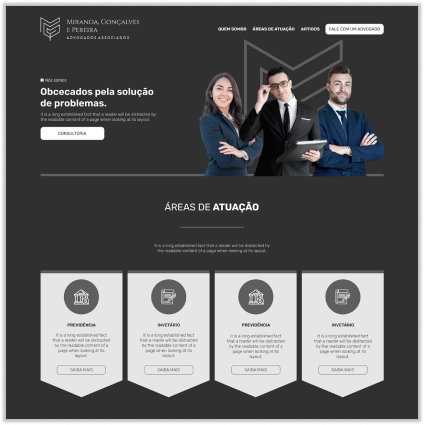 Miranda, Gonçalves
e Pereira
ADVOGADOS ASSOCIADOS
QUEM SOMOS ÁREAS DE ATUAÇÃO ARTIGOS FALE COM UM ADVOGADO
Nós somos
Obcecados pela solução
de problemas.
It is a long established fact that a reader will be distracted by
the readable content of a page when looking at its layout.
CONSULTORIA
ÁREAS DE ATUAÇÃO
It is a long established fact that a reader will be distracted by
the readable content of a page when looking at its
layout.
PREVIDÊNCIA
It is a long established fact
that a reader will be distracted
by the readable content of a
page when looking at its
layout.
SAIBA MAIS
INVETÁRIO
It is a long established fact
that a reader will be distracted
by the readable content of a
page when looking at its
layout.
SAIBA MAIS
PREVIDÊNCIA
It is a long established fact
that a reader will be distracted
by the readable content of a
page when looking at its
layout.
SAIBA MAIS
INVETÁRIO
It is a long established fact
that a reader will be distracted
by the readable content of a
page when looking at its
layout.
SAIBA MAIS